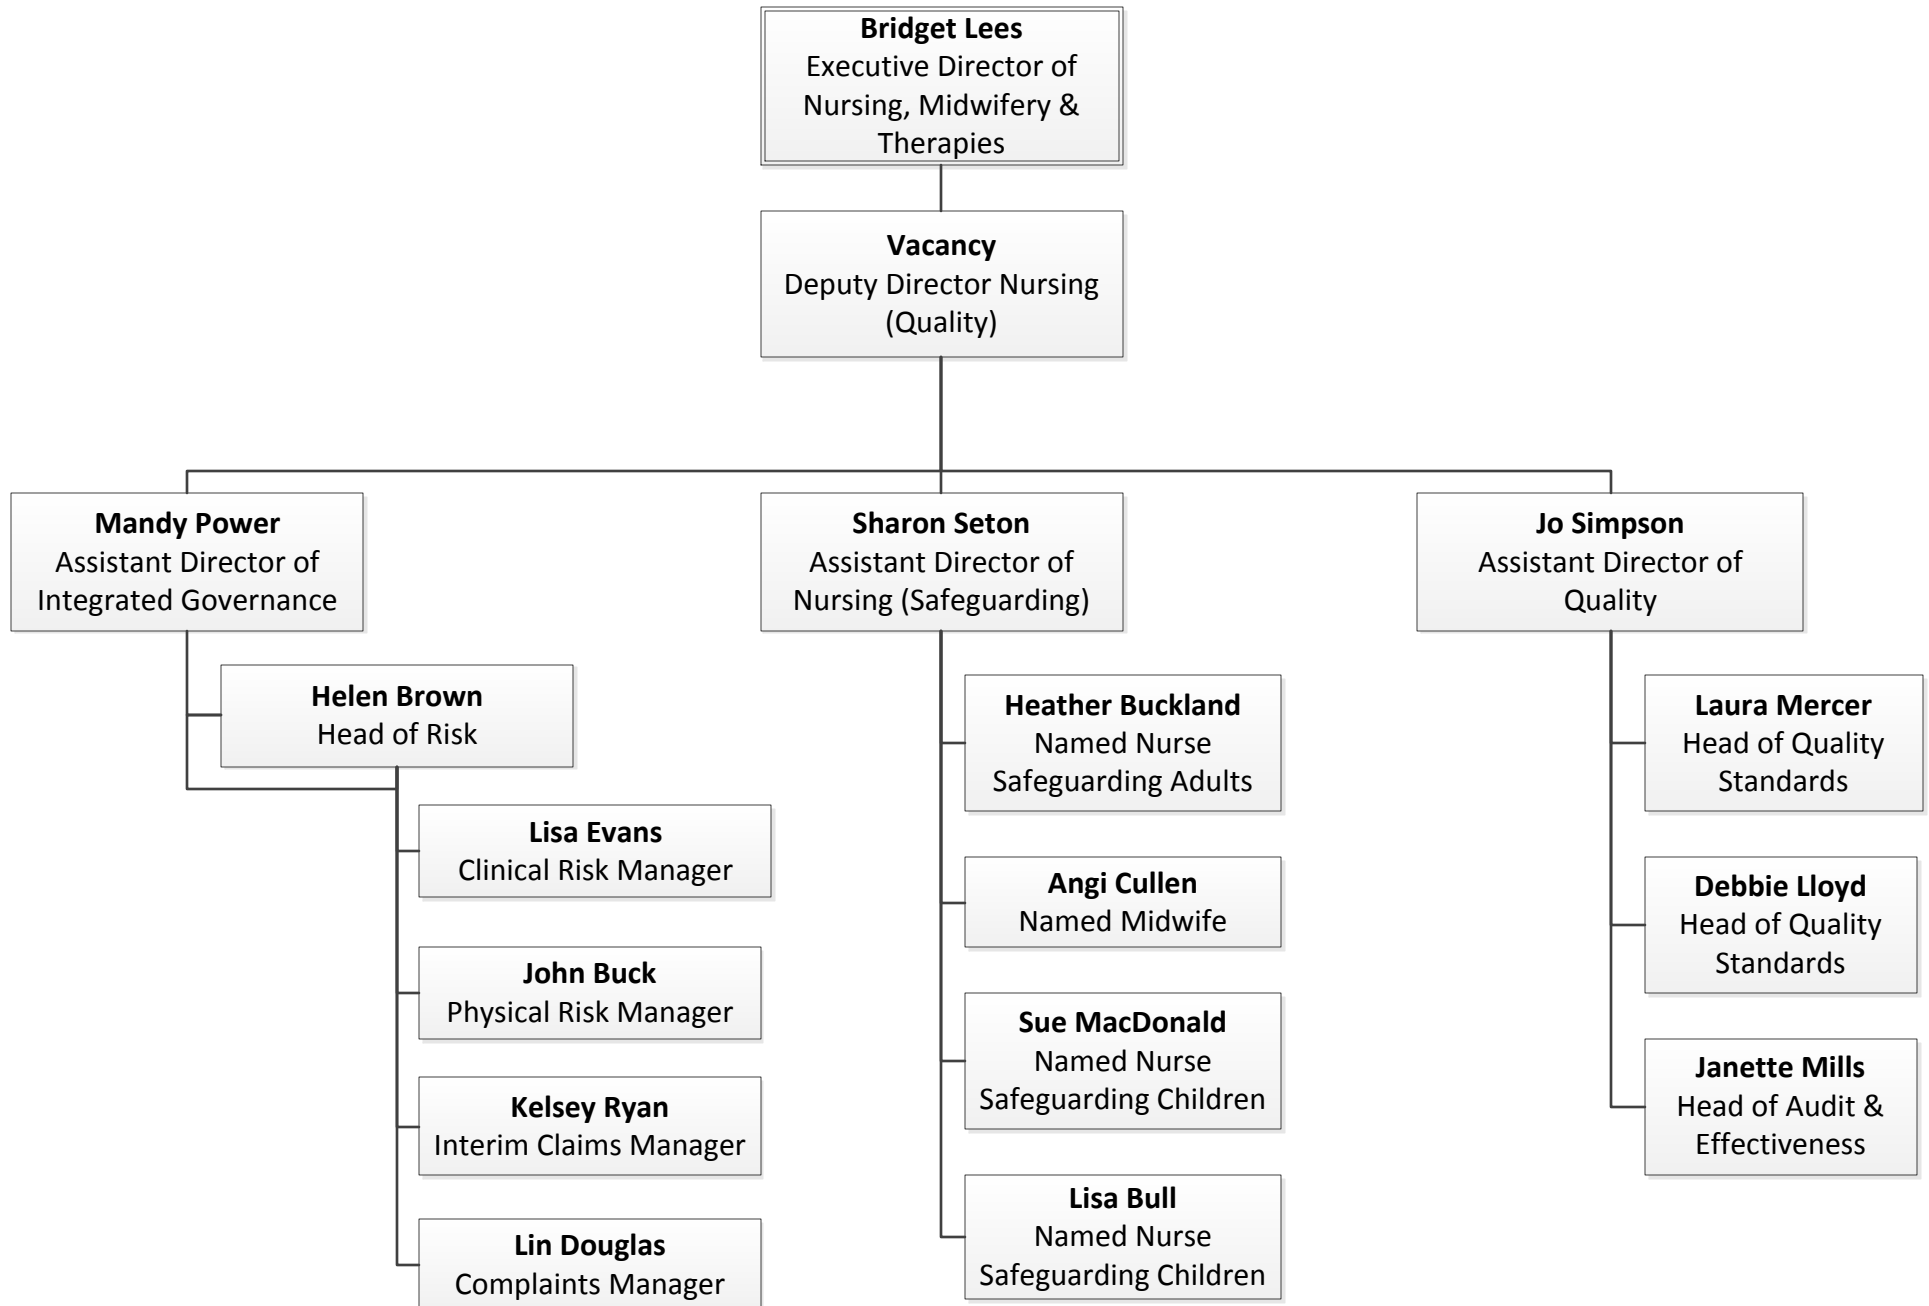 Bridget Lees
Executive Director of
Nursing, Midwifery &
Therapies
Vacancy
Deputy Director Nursing
(Quality)
Mandy Power
Assistant Director of
Integrated Governance
Sharon Seton
Assistant Director of
Nursing (Safeguarding)
Jo Simpson
Assistant Director of
Quality
Helen Brown
Head of Risk
Lisa Evans
Clinical Risk Manager
John Buck
Physical Risk Manager
Kelsey Ryan
Interim Claims Manager
Lin Douglas
Complaints Manager
Heather Buckland
Named Nurse
Safeguarding Adults
Angi Cullen
Named Midwife
Sue MacDonald
Named Nurse
Safeguarding Children
Lisa Bull
Named Nurse
Safeguarding Children
Laura Mercer
Head of Quality
Standards
Debbie Lloyd
Head of Quality
Standards
Janette Mills
Head of Audit &
Effectiveness